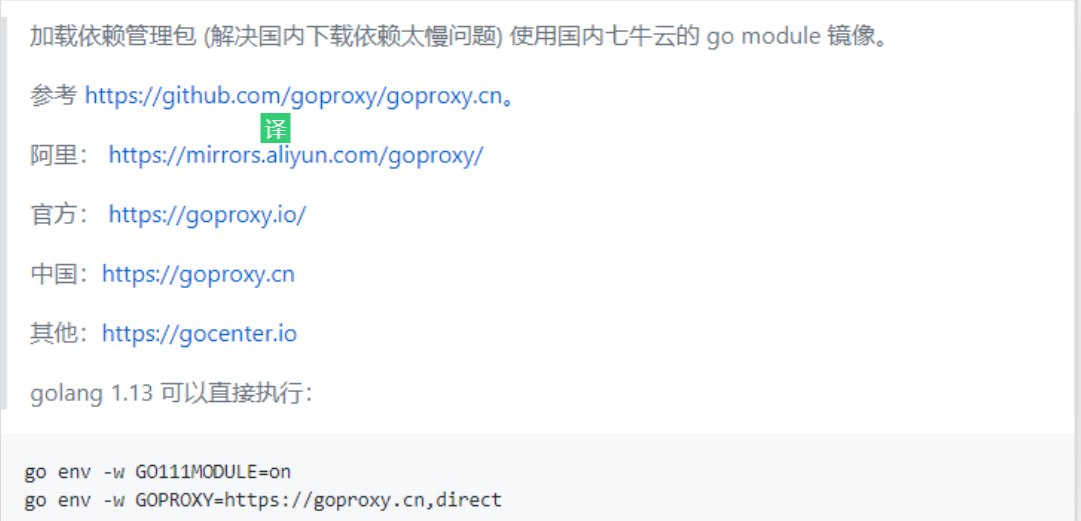 加载依赖管理包 (解决国内下载依赖太慢问题) 使用国内七牛云的 go module 镜像。
参考 https://github.com/goproxy/goproxy.cn。
译
阿里： https://mirrors.aliyun.com/goproxy/
官方： https://goproxy.io/
中国：https://goproxy.cn
其他：https://gocenter.io
golang 1.13 可以直接执行：
go env -w GO111MODULE=on
go env -w GOPROXY=https://goproxy.cn,direct